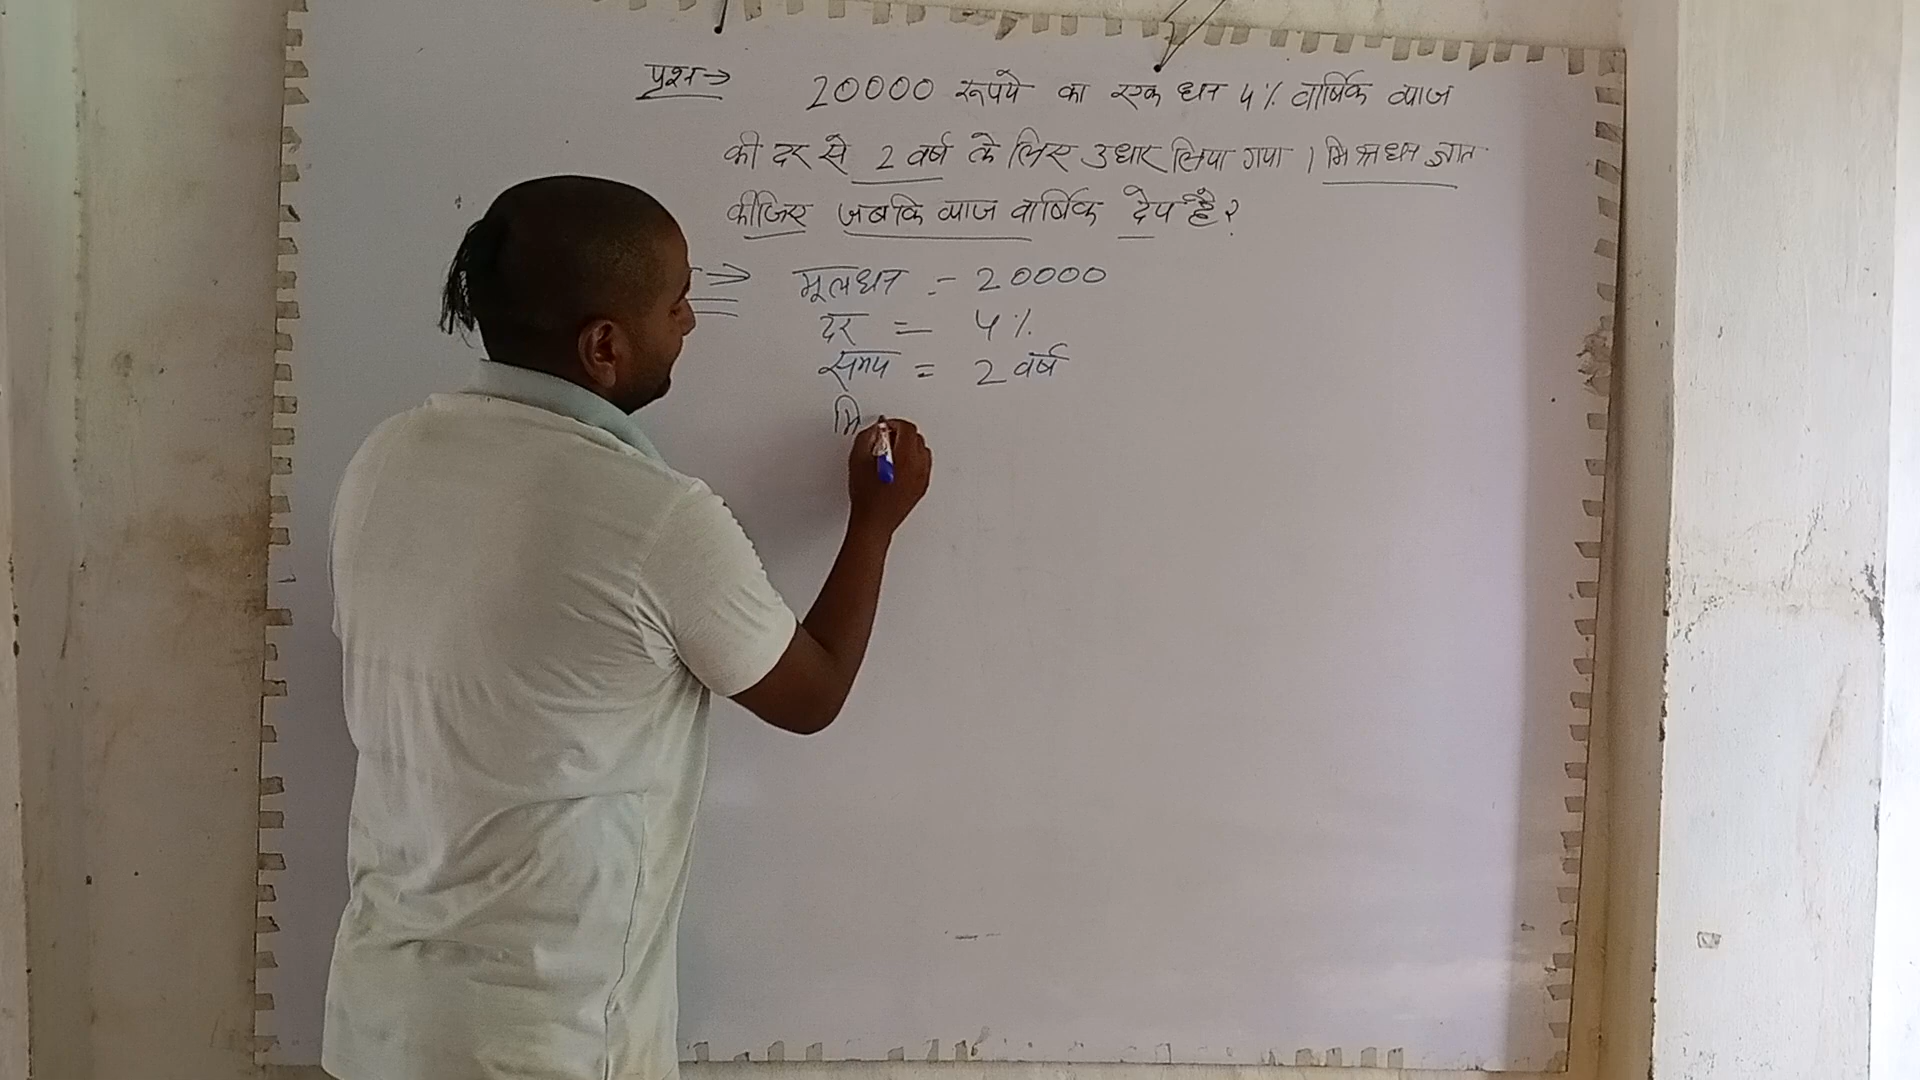 प्रश्न → 20000 रूपये का एक धन 4% वार्षिक ब्याज
की दर से 2 वर्ष के लिए उधार लिया गया । मिश्रधन ज्ञात
कीजिए जबकि ब्याज वार्षिक देय है ?
⇒ मूलधन = 20000
दर = 4%
समय = 2 वर्ष
मि